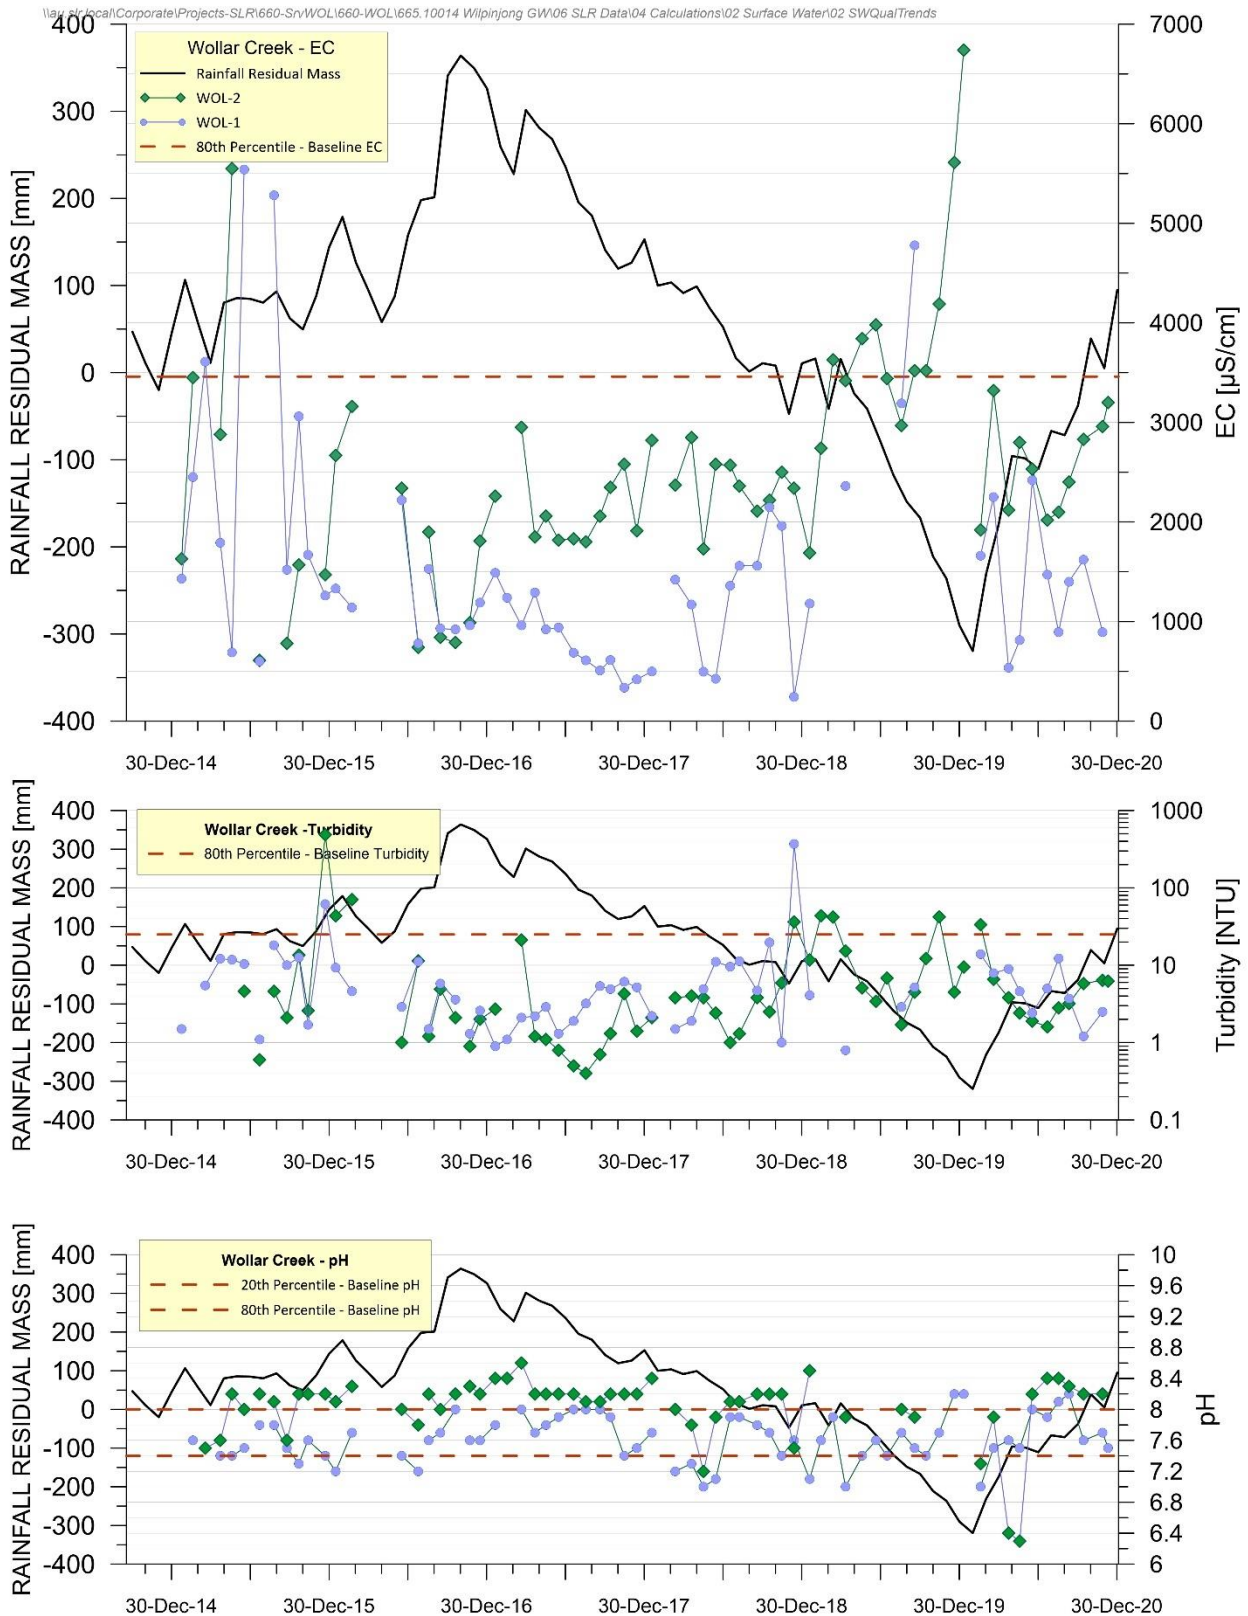 \\au.slr.local\Corporate\Projects-SLR\660-SrvWOL\660-WOL\665.10014 Wilpinjong GW\06 SLR Data\04 Calculations\02 Surface Water\02 SWQualTrends
Wollar Creek - EC
Rainfall Residual Mass
WOL-2
WOL-1
80th Percentile - Baseline EC
RAINFALL RESIDUAL MASS [mm]
400
300
200
100
0
-100
-200
-300
-400
7000
6000
5000
4000
3000
2000
1000
0
EC [µS/cm]
30-Dec-14 30-Dec-15 30-Dec-16 30-Dec-17 30-Dec-18 30-Dec-19 30-Dec-20
Wollar Creek -Turbidity
80th Percentile - Baseline Turbidity
RAINFALL RESIDUAL MASS [mm]
400
300
200
100
0
-100
-200
-300
-400
1000
100
10
1
0.1
Turbidity [NTU]
30-Dec-14 30-Dec-15 30-Dec-16 30-Dec-17 30-Dec-18 30-Dec-19 30-Dec-20
Wollar Creek - pH
20th Percentile - Baseline pH
80th Percentile - Baseline pH
RAINFALL RESIDUAL MASS [mm]
400
300
200
100
0
-100
-200
-300
-400
10
9.6
9.2
8.8
8.4
8
7.6
7.2
6.8
6.4
6
pH
30-Dec-14 30-Dec-15 30-Dec-16 30-Dec-17 30-Dec-18 30-Dec-19 30-Dec-20